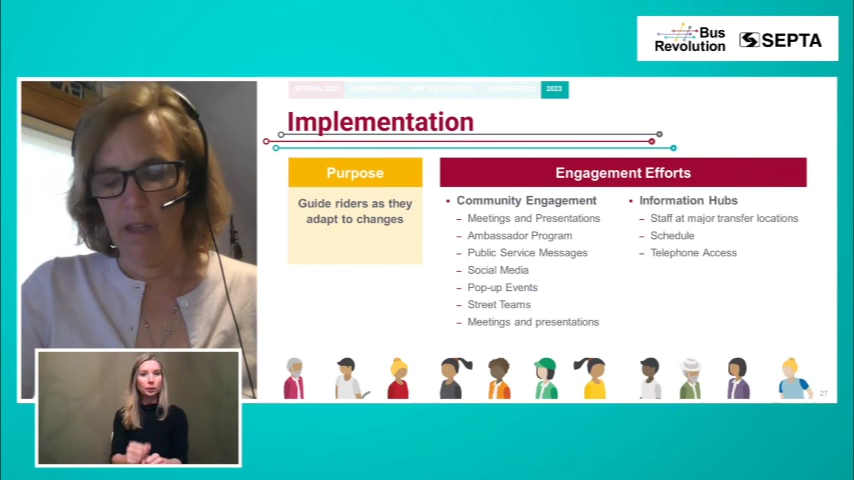 Bus
Revolution
SEPTA
SPRING 2021
2023
Implementation
Purpose
Guide riders as they
adapt to changes
Engagement Efforts
▪ Community Engagement
– Meetings and Presentations
– Ambassador Program
– Public Service Messages
– Social Media
– Pop-up Events
– Street Teams
– Meetings and presentations
▪ Information Hubs
– Staff at major transfer locations
– Schedule
– Telephone Access
27